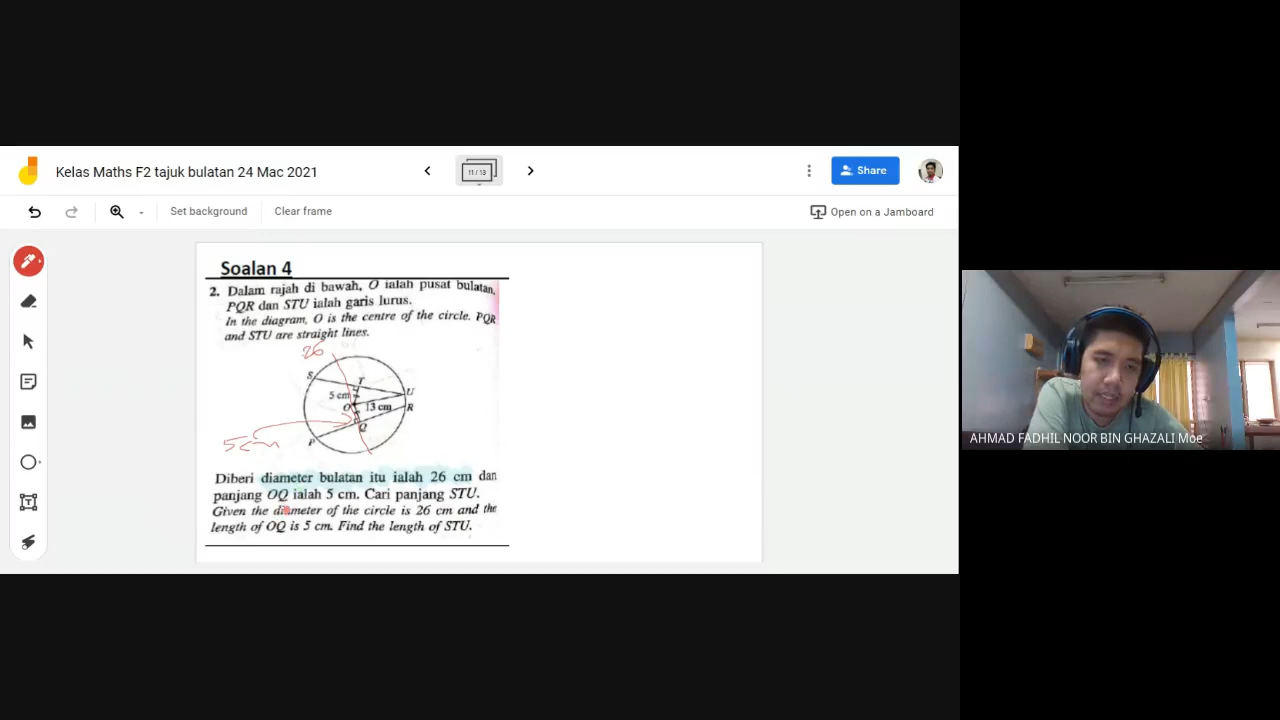 Kelas Maths F2 tajuk bulatan 24 Mac 2021
11 / 13
Share
Set background
Clear frame
Open on a Jamboard
Soalan 4
2. Dalam rajah di bawah, O ialah pusat bulatan,
PQR dan STU ialah garis lurus.
In the diagram, O is the centre of the circle. PQR
and STU are straight lines.
26
S
T
U
5 cm
O
13 cm
R
Q
P
5cm
Diberi diameter bulatan itu ialah 26 cm dan
panjang OQ ialah 5 cm. Cari panjang STU.
Given the diameter of the circle is 26 cm and the
length of OQ is 5 cm. Find the length of STU.
AHMAD FADHIL NOOR BIN GHAZALI Moe